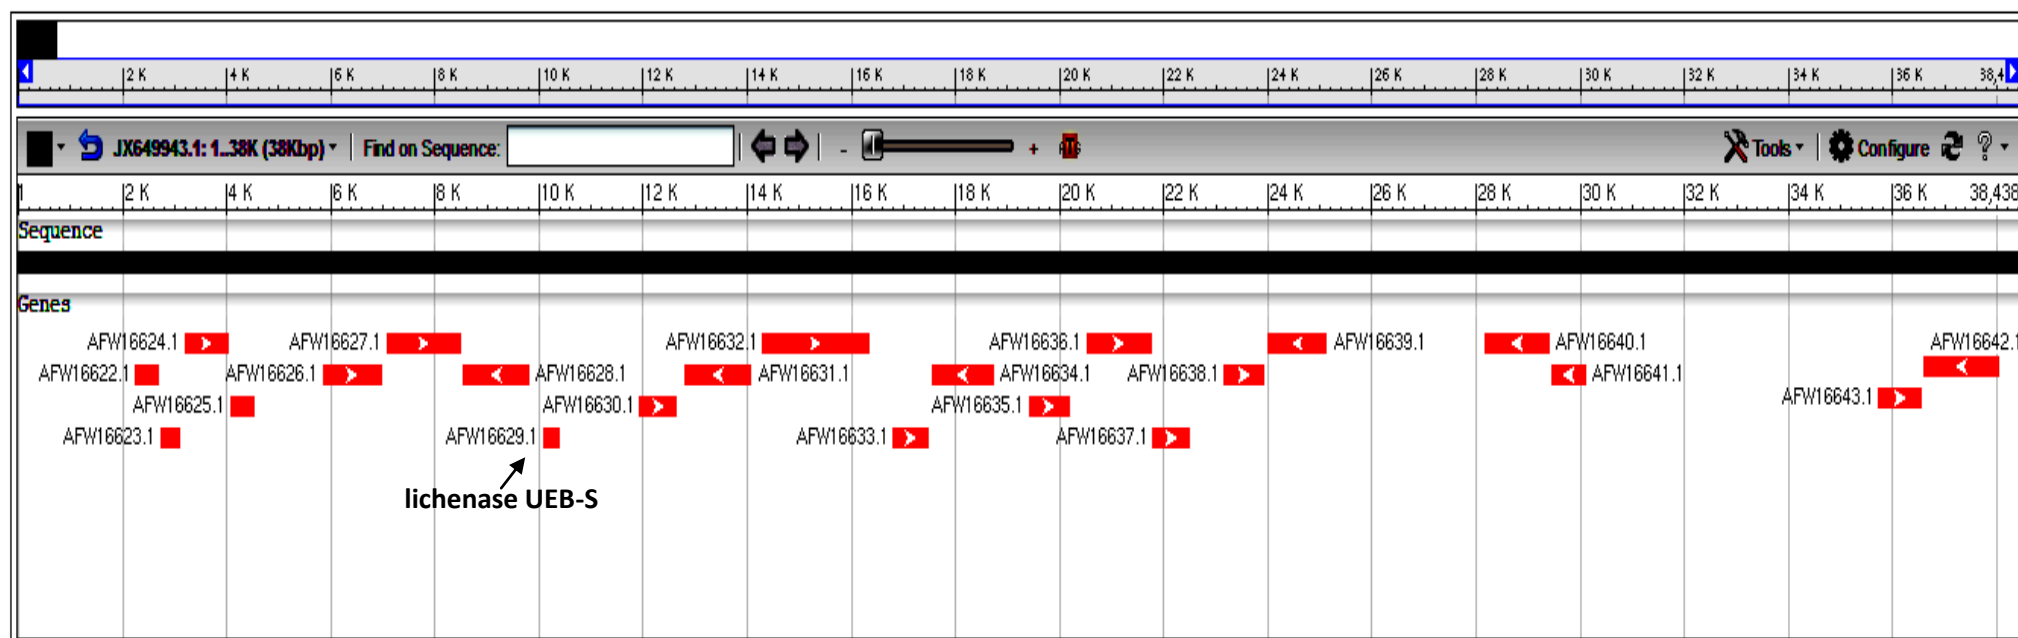 2 K 4 K 6 K 8 K 10 K 12 K 14 K 16 K 18 K 20 K 22 K 24 K 26 K 28 K 30 K 32 K 34 K 36 K 38,4
JX649943.1: 1..38K (38Kbp) Find on Sequence: - + ATG Tools Configure ?
1 2 K 4 K 6 K 8 K 10 K 12 K 14 K 16 K 18 K 20 K 22 K 24 K 26 K 28 K 30 K 32 K 34 K 36 K 38,438
Sequence
Genes
AFW16624.1 AFW16627.1 AFW16632.1 AFW16636.1 AFW16639.1 AFW16640.1 AFW16642.1
AFW16622.1 AFW16626.1 AFW16628.1 AFW16631.1 AFW16634.1 AFW16638.1 AFW16641.1
AFW16625.1 AFW16630.1 AFW16635.1 AFW16643.1
AFW16623.1 AFW16629.1 AFW16633.1 AFW16637.1
lichenase UEB-S